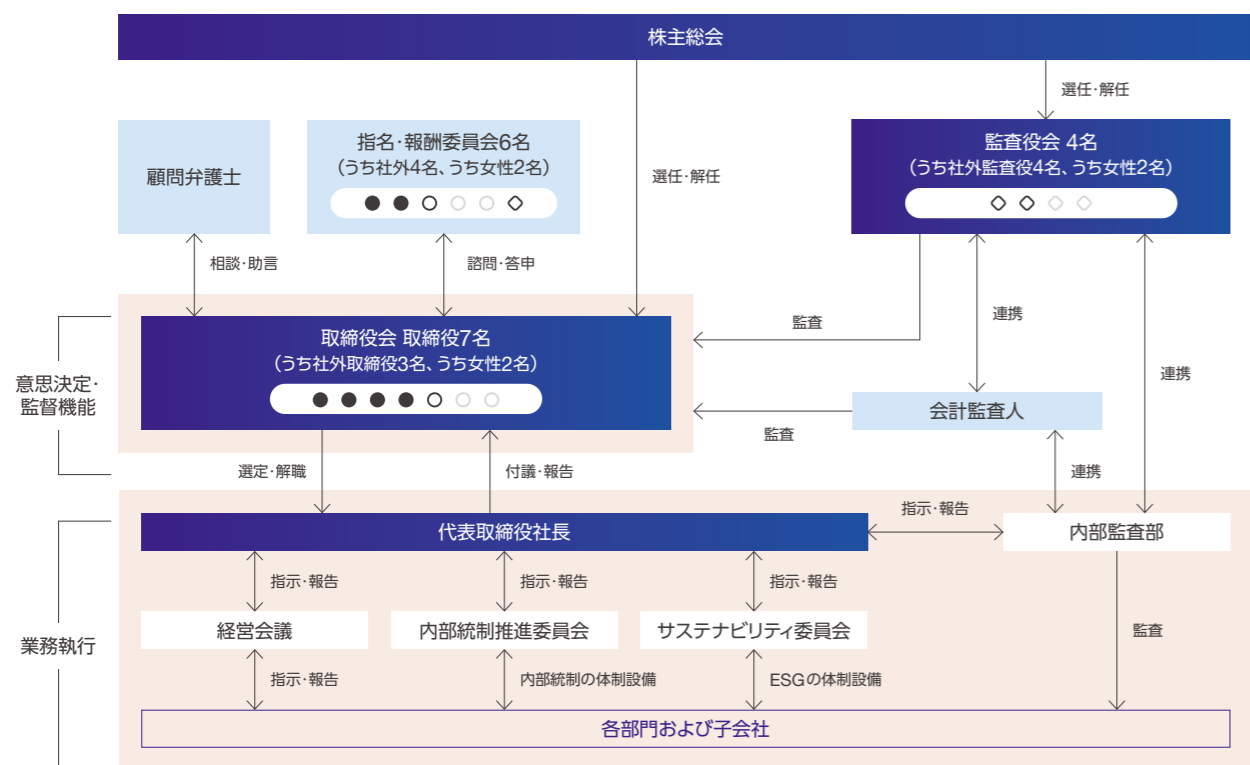 株主総会
選任・解任
顧問弁護士
指名・報酬委員会6名
(うち社外4名、うち女性2名)
選任・解任
監査役会 4名
(うち社外監査役4名、うち女性2名)
相談・助言
諮問・答申
意思決定・
監督機能
取締役会 取締役7名
(うち社外取締役3名、うち女性2名)
監査
連携
連携
会計監査人
監査
選定・解職
付議・報告
連携
業務執行
代表取締役社長
指示・報告
内部監査部
指示・報告
指示・報告
指示・報告
経営会議
内部統制推進委員会
サステナビリティ委員会
監査
指示・報告
内部統制の体制設備
ESGの体制設備
各部門および子会社